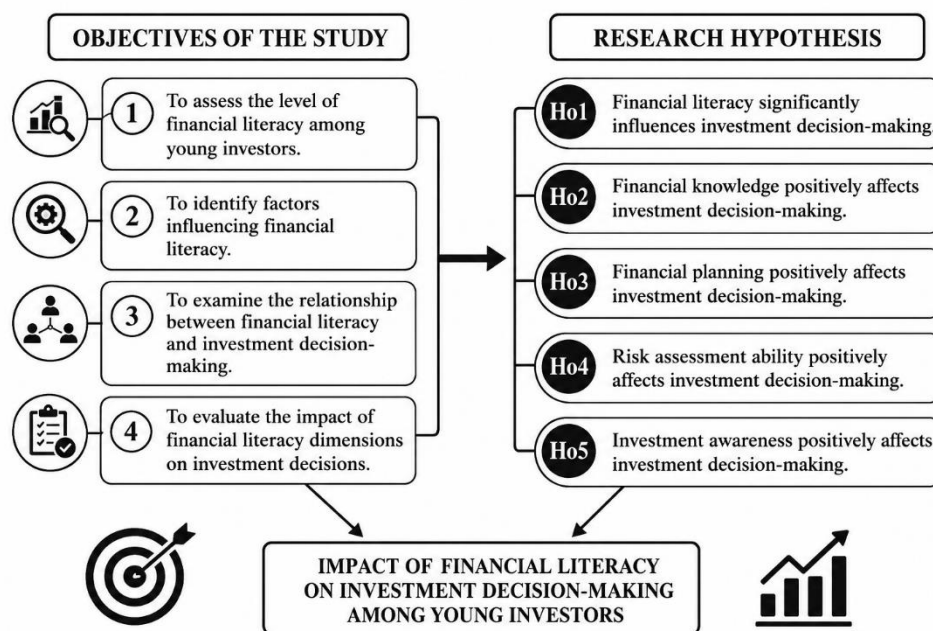 OBJECTIVES OF THE STUDY
1
To assess the level of
financial literacy among
young investors.
2
To identify factors
influencing financial
literacy.
3
To examine the relationship
between financial literacy
and investment decision-
making.
4
To evaluate the impact of
financial literacy dimensions
on investment decisions.
RESEARCH HYPOTHESIS
Ho1
Financial literacy significantly
influences investment decision-making.
Ho2
Financial knowledge positively affects
investment decision-making.
Ho3
Financial planning positively affects
investment decision-making.
Ho4
Risk assessment ability positively
affects investment decision-making.
Ho5
Investment awareness positively affects
investment decision-making.
IMPACT OF FINANCIAL LITERACY
ON INVESTMENT DECISION-MAKING
AMONG YOUNG INVESTORS